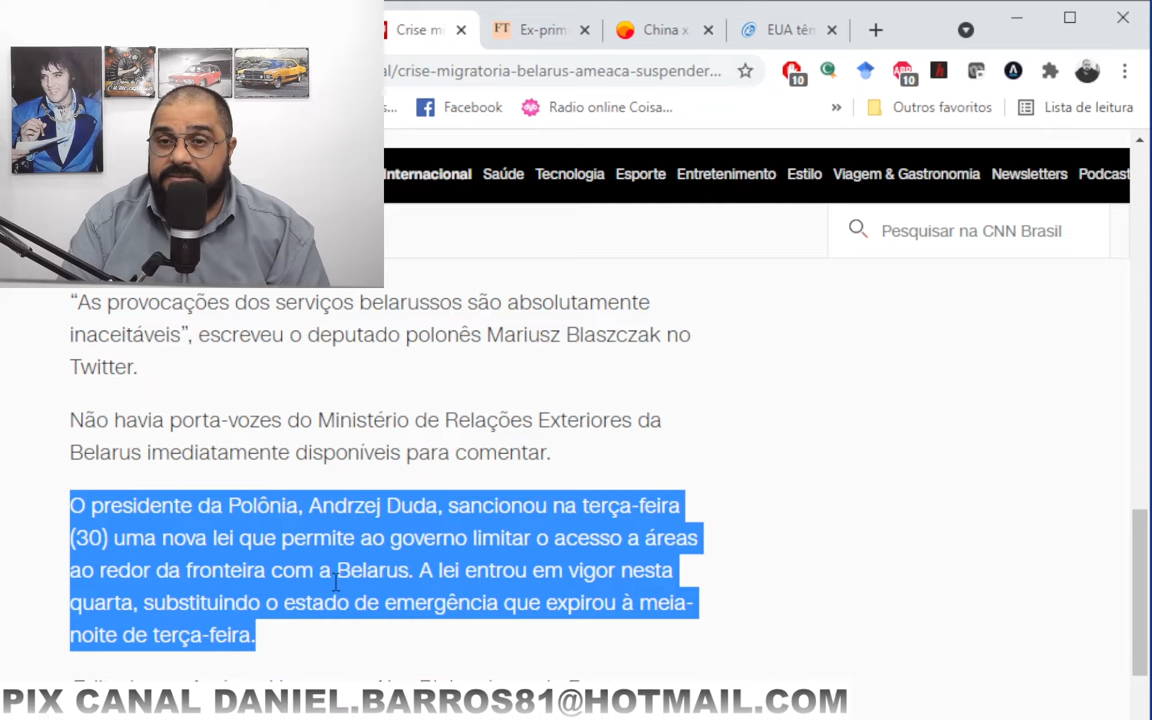 Crise mi
Ex-prim
China x
EUA tên
al/crise-migratoria-belarus-ameaca-suspender...
10
10
s...
Facebook
Radio online Coisa...
»
Outros favoritos
Lista de leitura
Internacional Saúde Tecnologia Esporte Entretenimento Estilo Viagem & Gastronomia Newsletters Podcast
Pesquisar na CNN Brasil
“As provocações dos serviços belarussos são absolutamente
inaceitáveis”, escreveu o deputado polonês Mariusz Blaszczak no
Twitter.
Não havia porta-vozes do Ministério de Relações Exteriores da
Belarus imediatamente disponíveis para comentar.
O presidente da Polônia, Andrzej Duda, sancionou na terça-feira
(30) uma nova lei que permite ao governo limitar o acesso a áreas
ao redor da fronteira com a Belarus. A lei entrou em vigor nesta
quarta, substituindo o estado de emergência que expirou à meia-
noite de terça-feira.
PIX CANAL DANIEL.BARROS81@HOTMAIL.COM